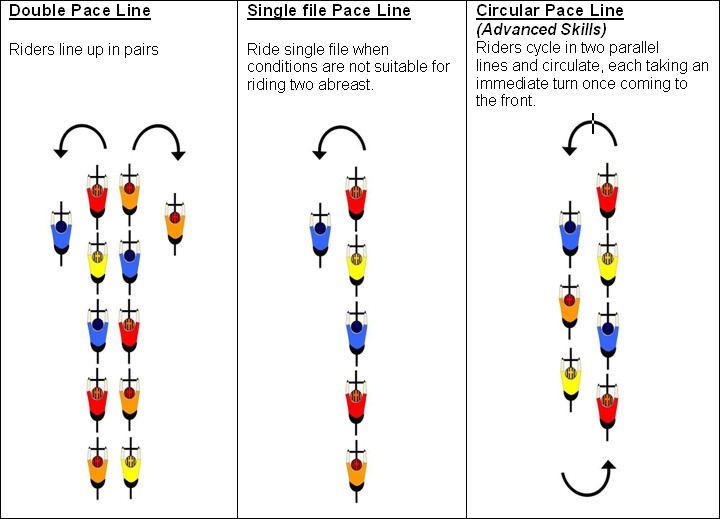 Double Pace Line
Riders line up in pairs
Single file Pace Line
Ride single file when
conditions are not suitable for
riding two abreast.
Circular Pace Line
(Advanced Skills)
Riders cycle in two parallel
lines and circulate, each taking an
immediate turn once coming to
the front.